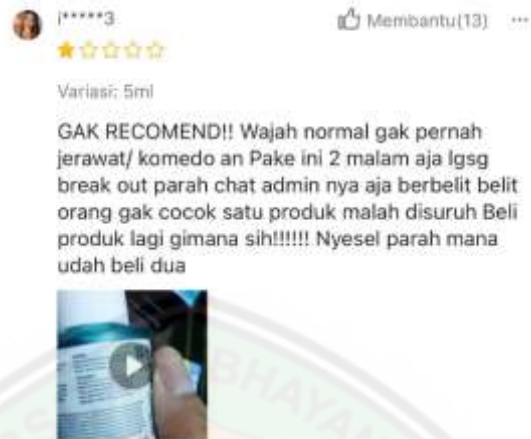 i*****3
Membantu(13)
Variasi: 5ml
GAK RECOMEND!! Wajah normal gak pernah
jerawat/ komedo an Pake ini 2 malam aja lgsg
break out parah chat admin nya aja berbelit belit
orang gak cocok satu produk malah disuruh Beli
produk lagi gimana sih!!!!!! Nyesel parah mana
udah beli dua
BHAYAN